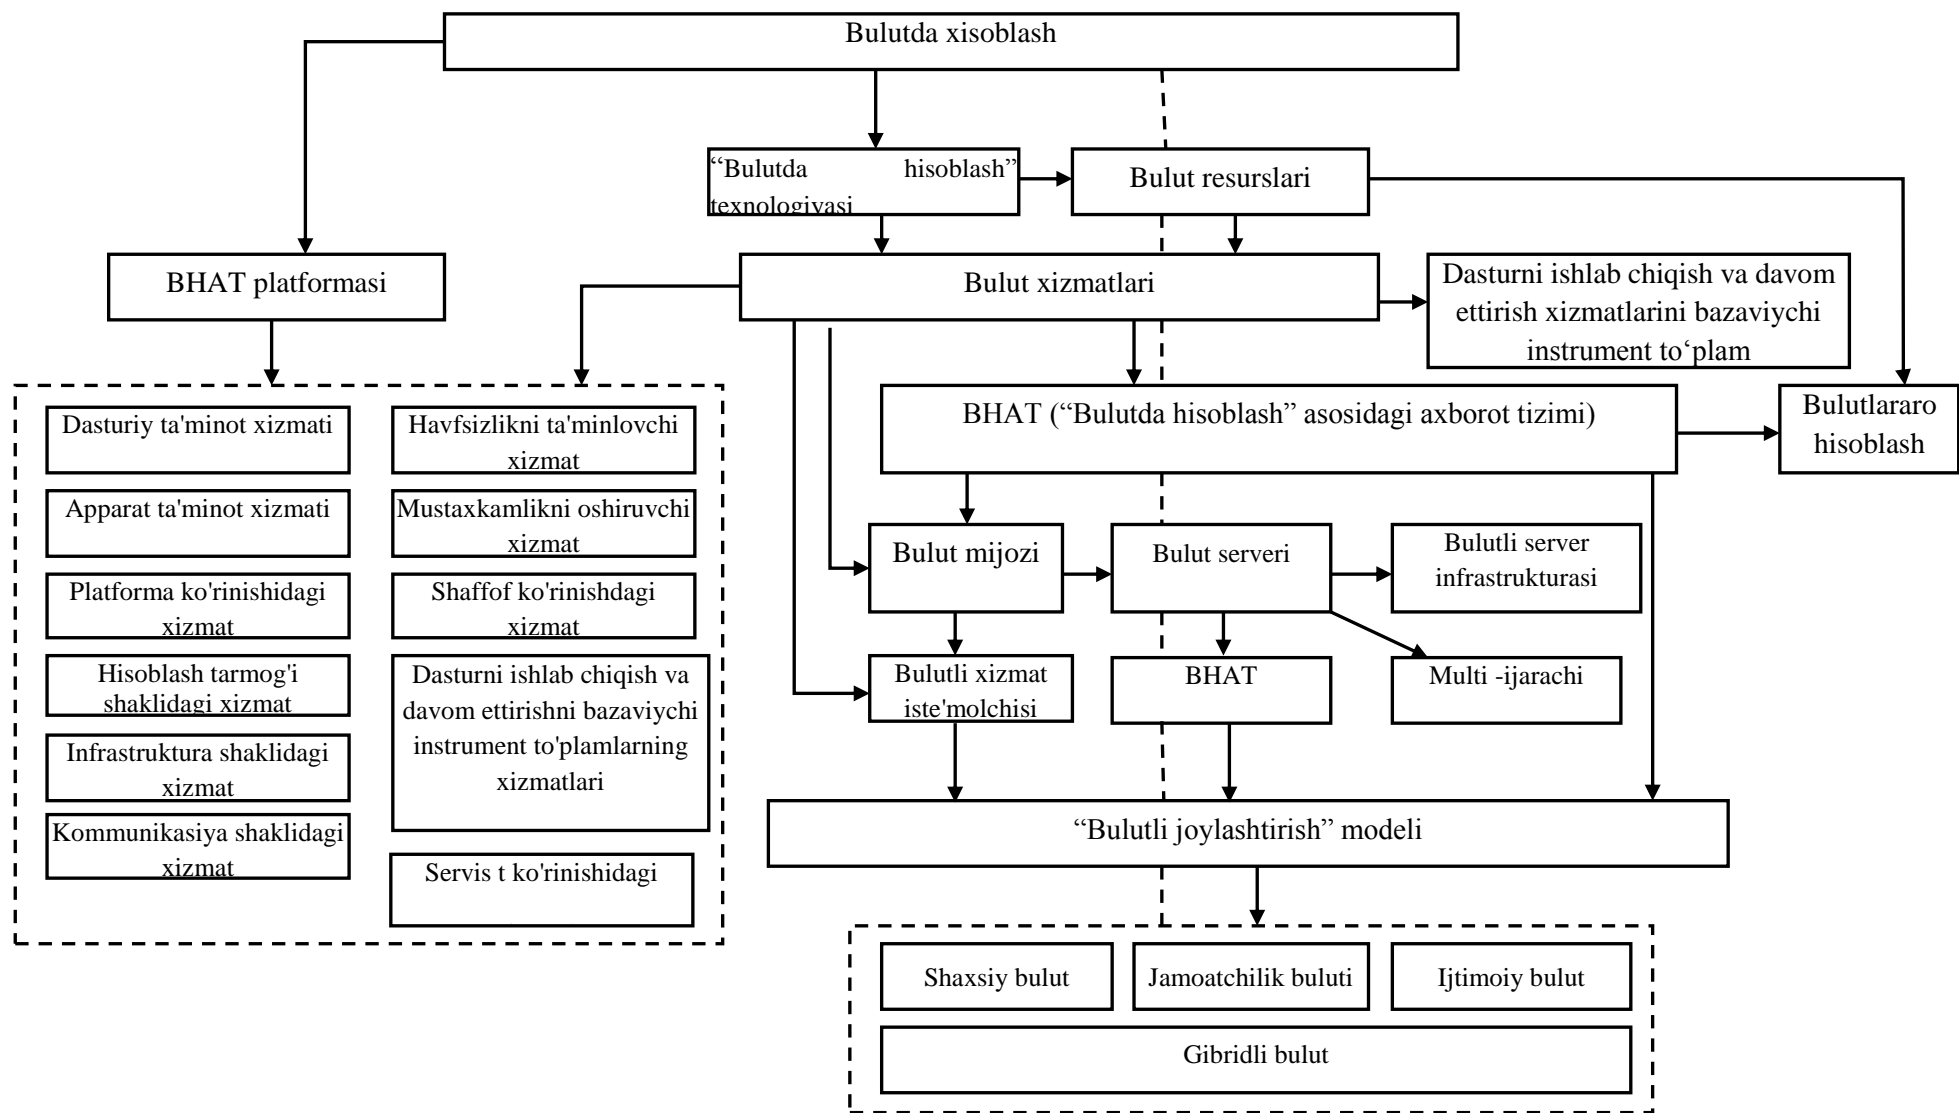 Bulutda xisoblash
“Bulutda hisoblash”
texnologiyasi
Bulut resurslari
BHAT platformasi
Bulut xizmatlari
Dasturni ishlab chiqish va davom
ettirish xizmatlarini bazaviychi
instrument to‘plam
BHAT (“Bulutda hisoblash” asosidagi axborot tizimi)
Bulutlararo
hisoblash
Dasturiy ta'minot xizmati
Apparat ta'minot xizmati
Platforma ko'rinishidagi
xizmat
Hisoblash tarmog'i
shaklidagi xizmat
Infrastruktura shaklidagi
xizmat
Kommunikasiya shaklidagi
xizmat
Havfsizlikni ta'minlovchi
xizmat
Mustaxkamlikni oshiruvchi
xizmat
Shaffof ko'rinishdagi
xizmat
Dasturni ishlab chiqish va
davom ettirishni bazaviychi
instrument to'plamlarning
xizmatlari
Servis t ko'rinishidagi
Bulut mijozi
Bulut serveri
Bulutli server
infrastrukturasi
Bulutli xizmat
iste'molchisi
BHAT
Multi -ijarachi
“Bulutli joylashtirish” modeli
Shaxsiy bulut
Jamoatchilik buluti
Ijtimoiy bulut
Gibridli bulut